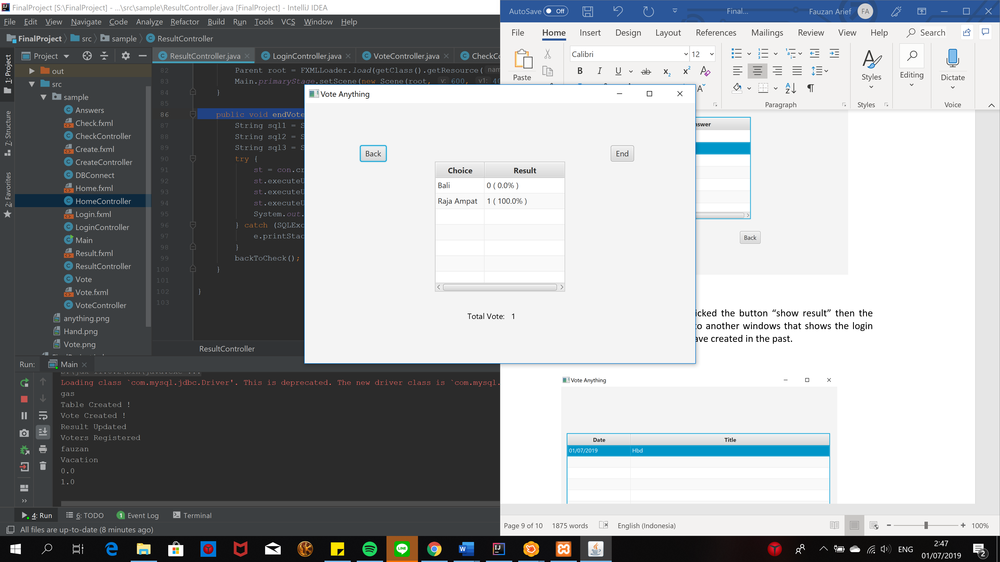 FinalProject [S:\FinalProject] - ...\src\sample\ResultController.java [FinalProject] - IntelliJ IDEA
File Edit View Navigate Code Analyze Refactor Build Run Tools VCS Window Help
FinalProject src sample ResultController
Project
ResultController.java LoginController.java VoteController.java
1: Project
7: Structure
2: Favorites
out
src
sample
Answers
Check.fxml
CheckController
Create.fxml
CreateController
DBConnect
Home.fxml
HomeController
Login.fxml
LoginController
Main
Result.fxml
ResultController
Vote
Vote.fxml
VoteController
anything.png
Hand.png
Vote.png
82 Parent root = FXMLLoader.load(getClass().getResource( nam
83 Main.primaryStage.setScene(new Scene(root, v: 600, v1: 40
84 }
85
86 public void endVote
87 String sql1 = S
88 String sql2 = S
89 String sql3 = S
90 try {
91 st = con.cr
92 st.executeU
93 st.executeU
94 st.executeU
95 System.out.
96 } catch (SQLExc
97 e.printStac
98 }
99 backToCheck();
100 }
101
102 }
103
ResultController
Run: Main
S:\jdk-11.0.2\bin\java.exe ...
Loading class `com.mysql.jdbc.Driver'. This is deprecated. The new driver class is `com.mysql.
gas
Table Created !
Vote Created !
Result Updated
Voters Registered
fauzan
Vacation
0.0
1.0
4: Run 6: TODO 1 Event Log Terminal
All files are up-to-date (8 minutes ago)
Vote Anything
Back
End
Choice Result
Bali 0 ( 0.0% )
Raja Ampat 1 ( 100.0% )
Total Vote: 1
AutoSave Off Final... Fauzan Arief FA
File Home Insert Design Layout References Mailings Review View Help Search
Paste
Calibri 12
B I U ab x2 x2 A
A
Paragraph
Styles
Styles
Editing
Dictate
Voice
nswer
Back
icked the button “show result” then the
to another windows that shows the login
ave created in the past.
Vote Anything
Date Title
01/07/2019 Hbd
Page 9 of 10 1875 words English (Indonesia) 100%
LINE
ENG
2:47
01/07/2019
2